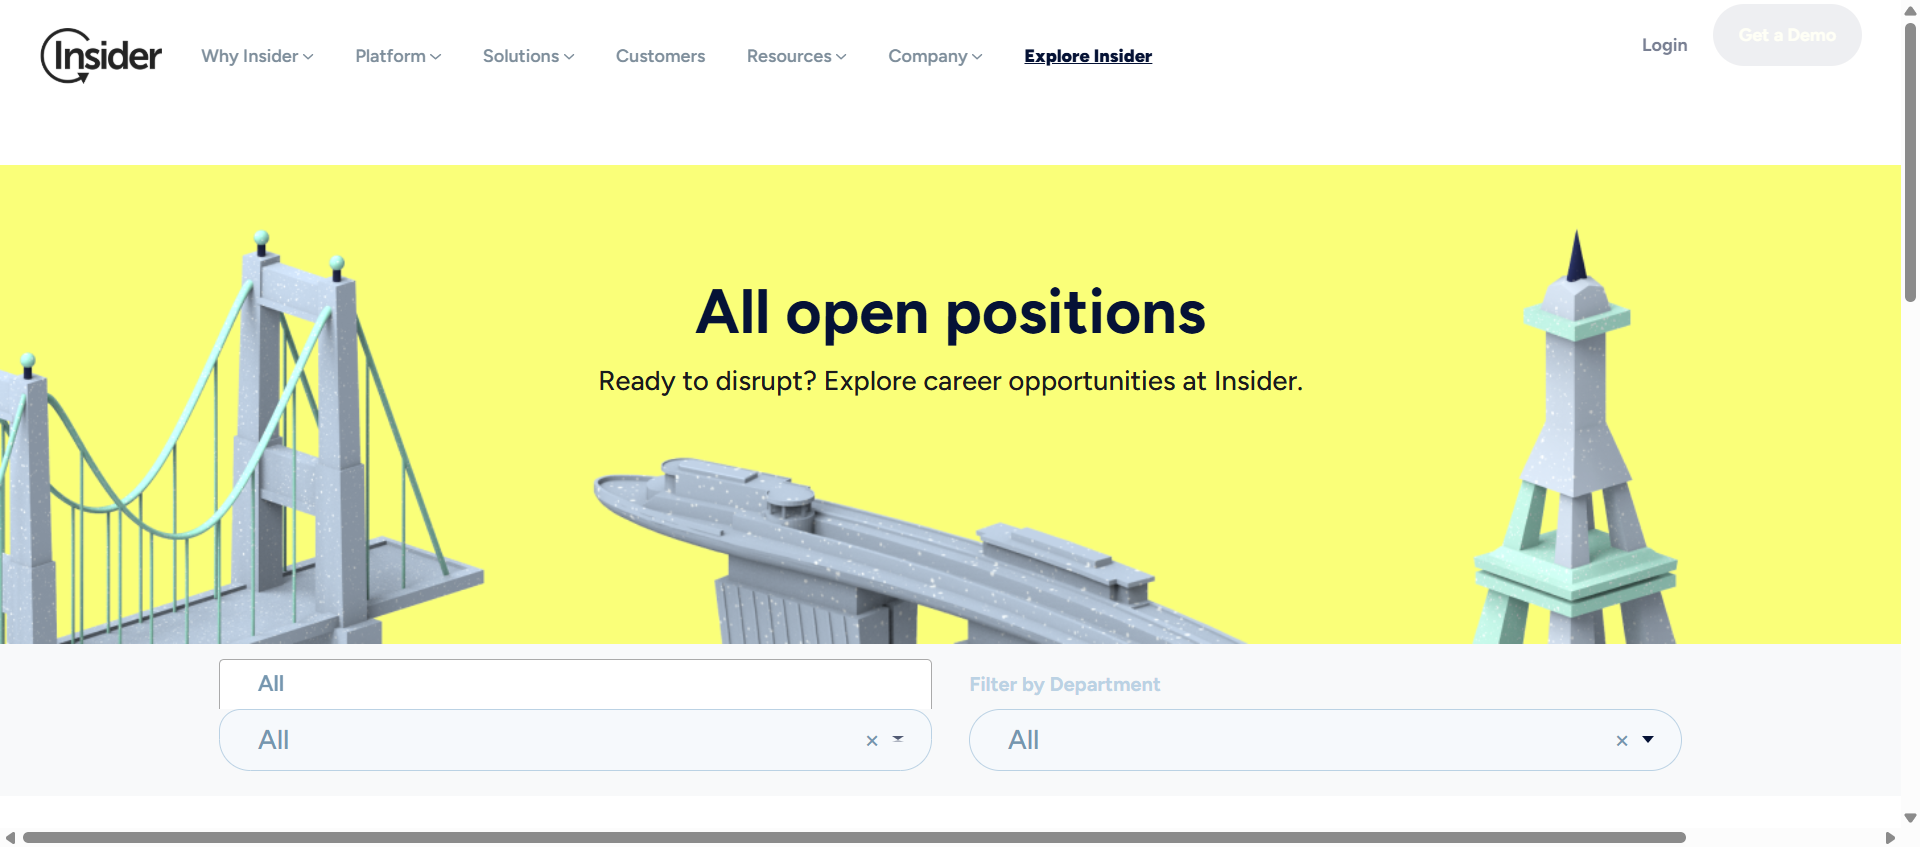 Insider
Why Insider Platform Solutions Customers Resources Company Explore Insider
Login
Get a Demo
All open positions
Ready to disrupt? Explore career opportunities at Insider.
All
Filter by Department
All ×
All ×